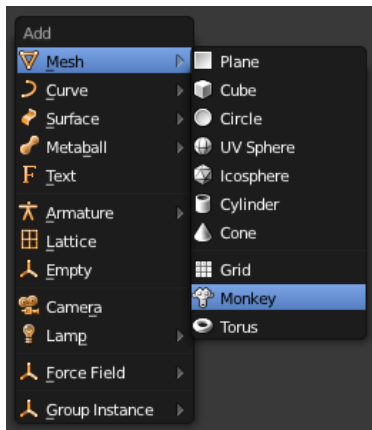 Add
Mesh
Curve
Surface
Metaball
Text
Armature
Lattice
Empty
Camera
Lamp
Force Field
Group Instance
Plane
Cube
Circle
UV Sphere
Icosphere
Cylinder
Cone
Grid
Monkey
Torus